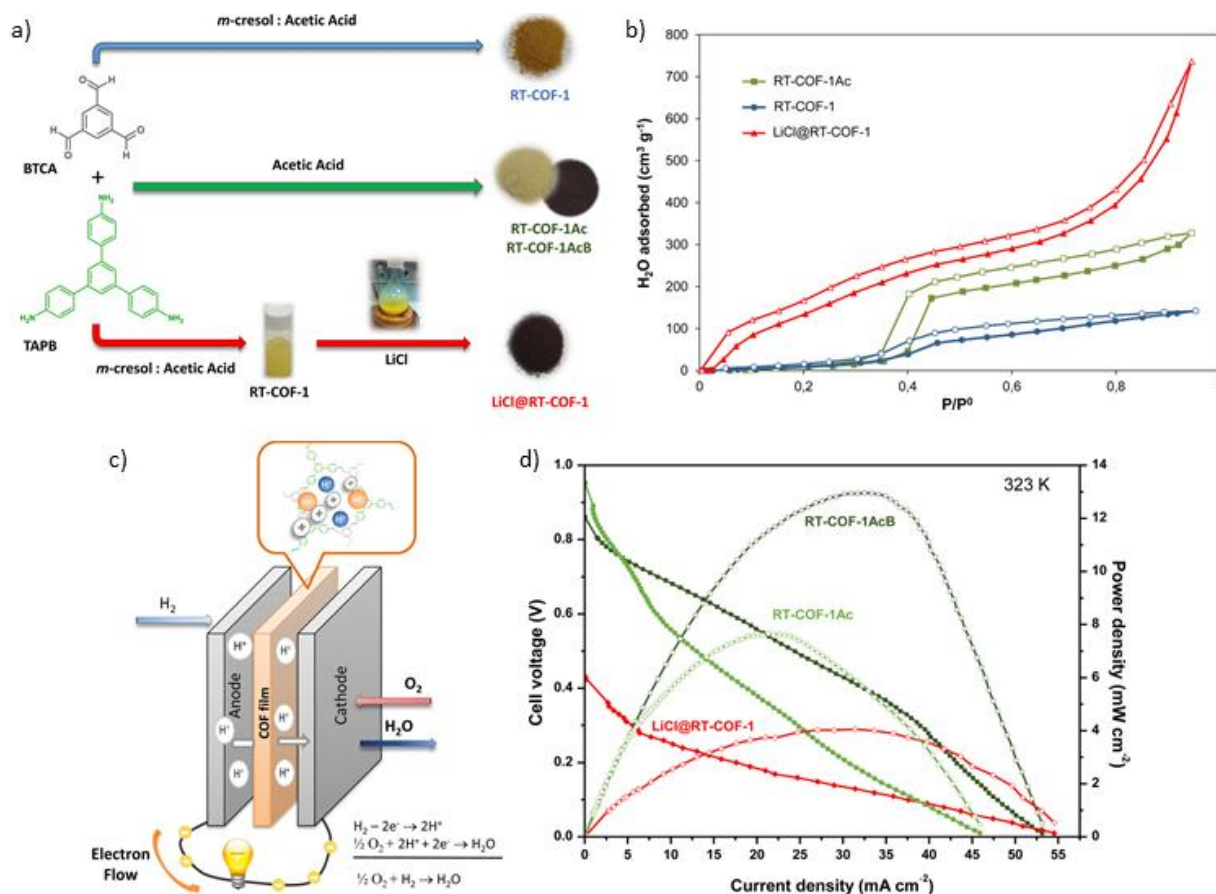 a)
m-cresol : Acetic Acid
RT-COF-1
O
H
O
H
H
O
BTCA
+
Acetic Acid
RT-COF-1Ac
RT-COF-1AcB
NH₂
H₂N
NH₂
TAPB
m-cresol : Acetic Acid
RT-COF-1
LiCl
LiCl@RT-COF-1
b)
H₂O adsorbed (cm³ g⁻¹)
800
700
600
500
400
300
200
100
0
RT-COF-1Ac
RT-COF-1
LiCl@RT-COF-1
0
0,2
0,4
0,6
0,8
P/P⁰
c)
H⁺
H⁺
+
+
+
+
H₂
H⁺
H⁺
H⁺
H⁺
H⁺
H⁺
Anode
COF film
Cathode
O₂
H₂O
Electron
Flow
H₂ – 2e⁻ → 2H⁺
½ O₂ + 2H⁺ + 2e⁻ → H₂O
½ O₂ + H₂ → H₂O
d)
323 K
Cell voltage (V)
1.0
0.8
0.6
0.4
0.2
0.0
RT-COF-1AcB
RT-COF-1Ac
LiCl@RT-COF-1
14
12
10
8
6
4
2
0
Power density (mW cm⁻²)
0 5 10 15 20 25 30 35 40 45 50 55
Current density (mA cm⁻²)